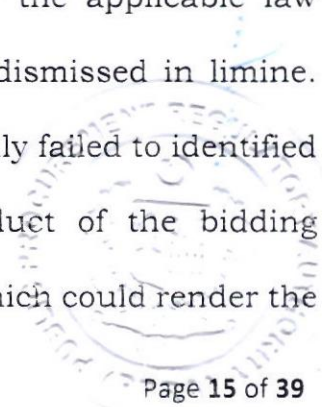 the applicable law
dismissed in limine.
ly failed to identified
luct of the bidding
hich could render the
Page 15 of 39